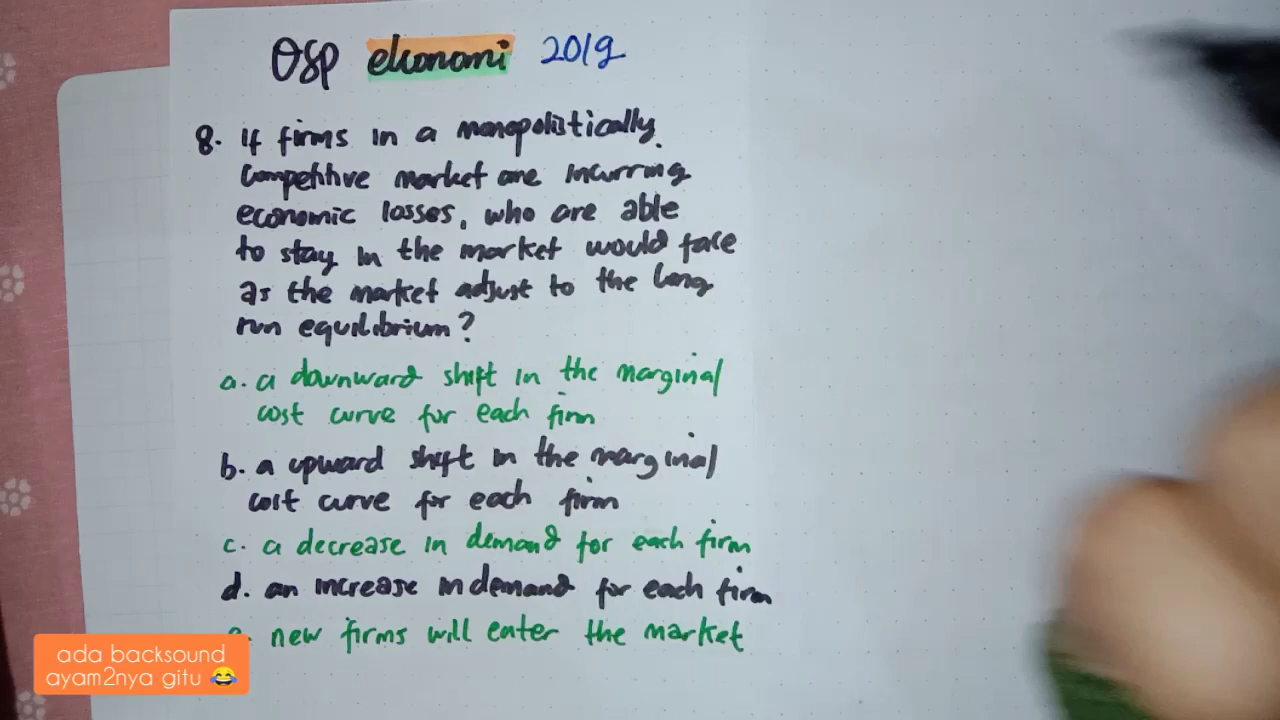 OSP ekonomi 2019
8. If firms in a monopolistically
competitive market are incurring
economic losses, who are able
to stay in the market would face
as the market adjust to the long
run equilibrium?
a. a downward shift in the marginal
cost curve for each firm
b. a upward shift in the marginal
cost curve for each firm
c. a decrease in demand for each firm
d. an increase in demand for each firm
new firms will enter the market
ada backsound
ayam2nya gitu 😂